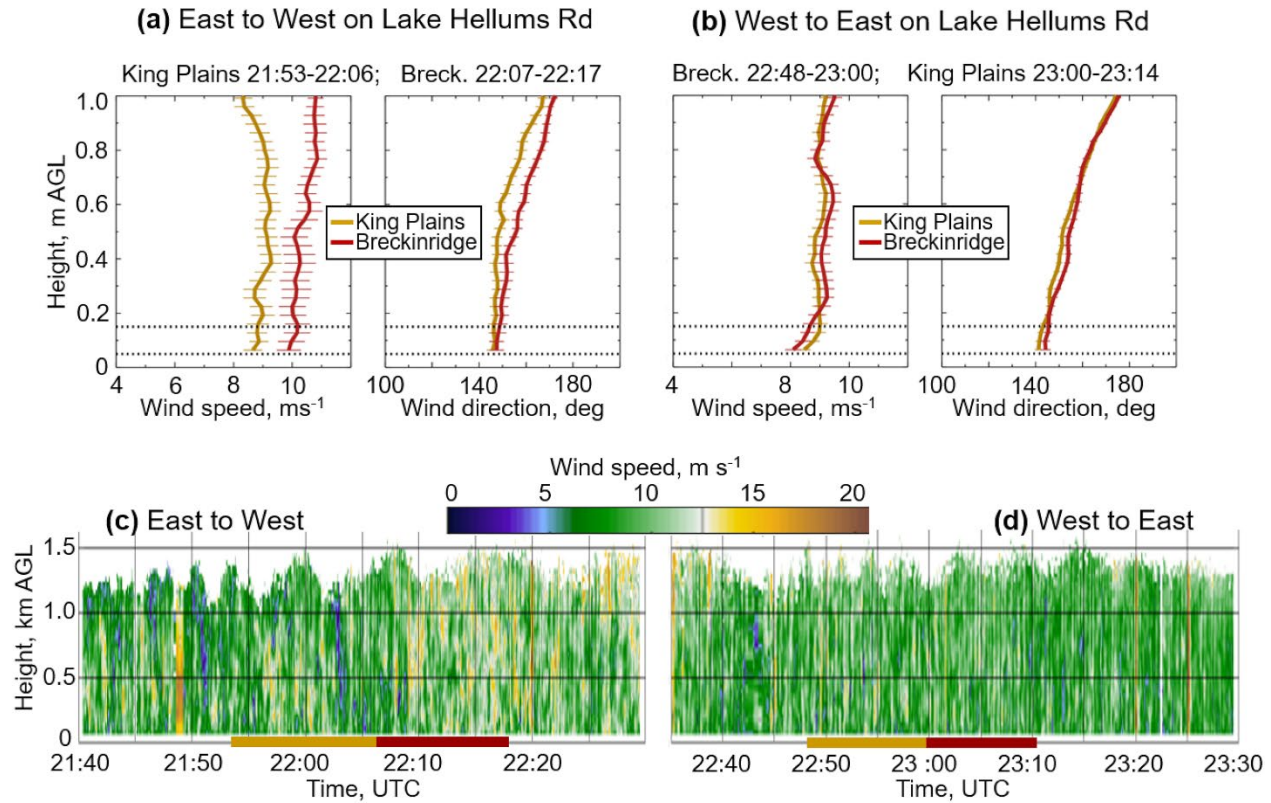 (a) East to West on Lake Hellums Rd
(b) West to East on Lake Hellums Rd
King Plains 21:53-22:06; Breck. 22:07-22:17
Breck. 22:48-23:00; King Plains 23:00-23:14
Height, m AGL
1.0
0.8
0.6
0.4
0.2
0
King Plains
Breckinridge
King Plains
Breckinridge
4 6 8 10 100 140 180
4 8 10 100 140 180
Wind speed, ms-1 Wind direction, deg
Wind speed, ms-1 Wind direction, deg
Wind speed, m s-1
0 5 10 15 20
(c) East to West
(d) West to East
Height, km AGL
1.5
1.0
0.5
0
21:40 21:50 22:00 22:10 22:20
22:40 22:50 23:00 23:10 23:20 23:30
Time, UTC
Time, UTC